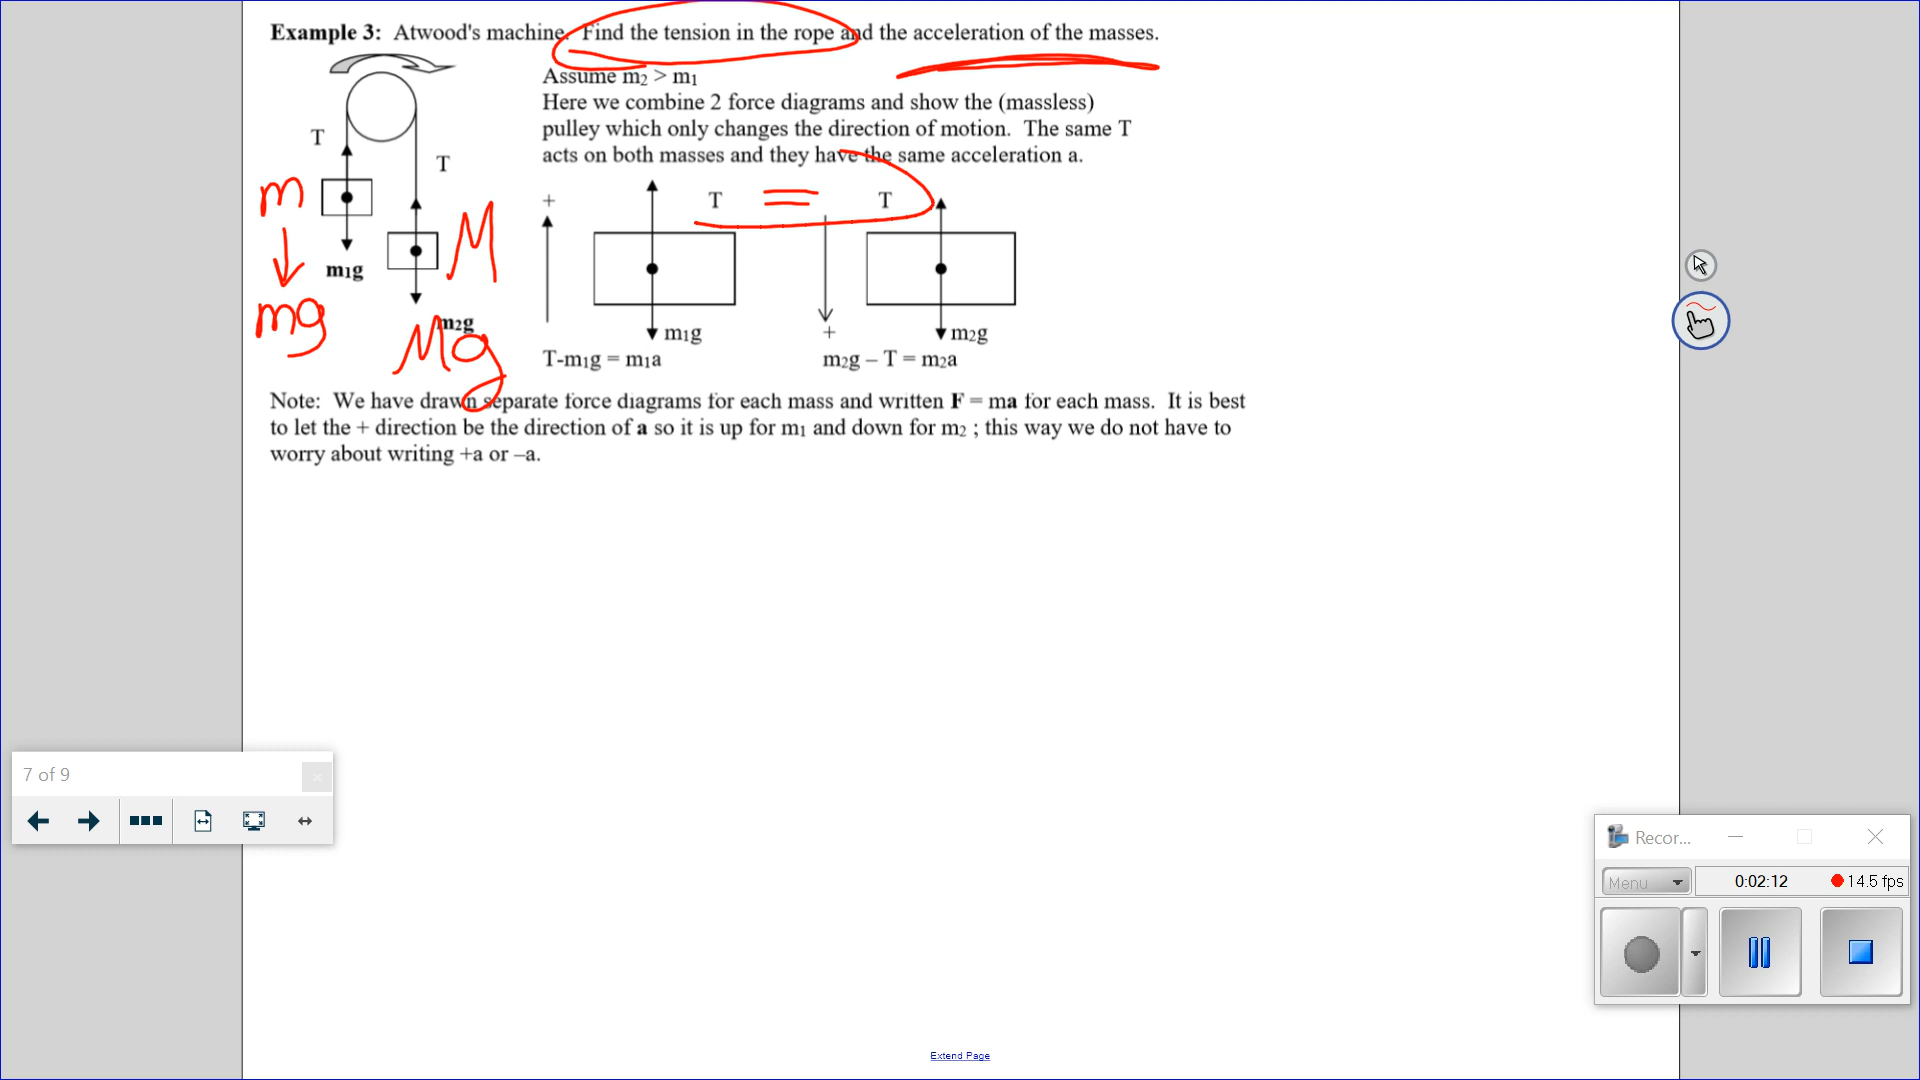 Example 3: Atwood's machine. Find the tension in the rope and the acceleration of the masses.
Assume m2 > m1
Here we combine 2 force diagrams and show the (massless)
pulley which only changes the direction of motion. The same T
acts on both masses and they have the same acceleration a.
T
T
m
M
m1g
mg
m2g
Mg
+
T = T
m1g
+
m2g
T-m1g = m1a
m2g – T = m2a
Note: We have drawn separate force diagrams for each mass and written F = ma for each mass. It is best
to let the + direction be the direction of a so it is up for m1 and down for m2 ; this way we do not have to
worry about writing +a or –a.
7 of 9
Recor...
Menu
0:02:12
14.5 fps
Extend Page